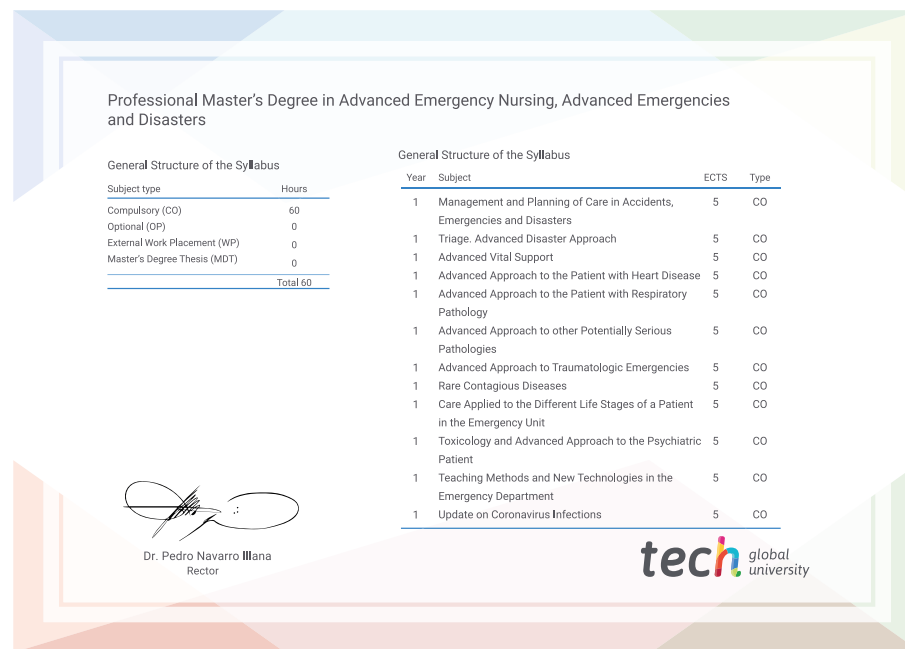 Professional Master's Degree in Advanced Emergency Nursing, Advanced Emergencies
and Disasters
General Structure of the Syllabus
Subject type Hours
Compulsory (CO) 60
Optional (OP) 0
External Work Placement (WP) 0
Master's Degree Thesis (MDT) 0
Total 60
General Structure of the Syllabus
Year Subject ECTS Type
1 Management and Planning of Care in Accidents, 5 CO
Emergencies and Disasters
1 Triage. Advanced Disaster Approach 5 CO
1 Advanced Vital Support 5 CO
1 Advanced Approach to the Patient with Heart Disease 5 CO
1 Advanced Approach to the Patient with Respiratory 5 CO
Pathology
1 Advanced Approach to other Potentially Serious 5 CO
Pathologies
1 Advanced Approach to Traumatologic Emergencies 5 CO
1 Rare Contagious Diseases 5 CO
1 Care Applied to the Different Life Stages of a Patient 5 CO
in the Emergency Unit
1 Toxicology and Advanced Approach to the Psychiatric 5 CO
Patient
1 Teaching Methods and New Technologies in the 5 CO
Emergency Department
1 Update on Coronavirus Infections 5 CO
Dr. Pedro Navarro Illana
Rector
tech global
university